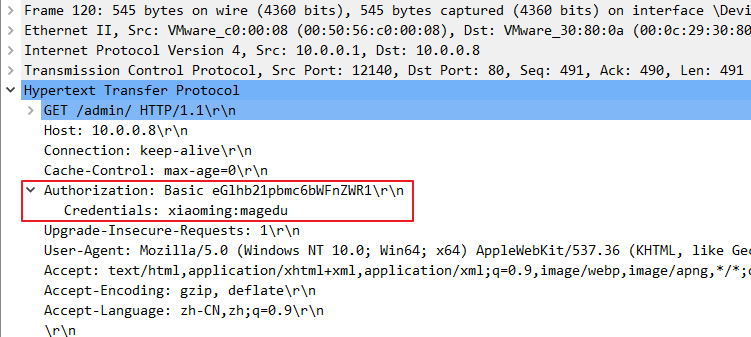 Frame 120: 545 bytes on wire (4360 bits), 545 bytes captured (4360 bits) on interface \Devi
Ethernet II, Src: VMware_c0:00:08 (00:50:56:c0:00:08), Dst: VMware_30:80:0a (00:0c:29:30:80
Internet Protocol Version 4, Src: 10.0.0.1, Dst: 10.0.0.8
Transmission Control Protocol, Src Port: 12140, Dst Port: 80, Seq: 491, Ack: 490, Len: 491
Hypertext Transfer Protocol
GET /admin/ HTTP/1.1\r\n
Host: 10.0.0.8\r\n
Connection: keep-alive\r\n
Cache-Control: max-age=0\r\n
Authorization: Basic eGlhb21pbmc6bWFnZWR1\r\n
Credentials: xiaoming:magedu
Upgrade-Insecure-Requests: 1\r\n
User-Agent: Mozilla/5.0 (Windows NT 10.0; Win64; x64) AppleWebKit/537.36 (KHTML, like Gec
Accept: text/html,application/xhtml+xml,application/xml;q=0.9,image/webp,image/apng,*/*;q
Accept-Encoding: gzip, deflate\r\n
Accept-Language: zh-CN,zh;q=0.9\r\n
\r\n